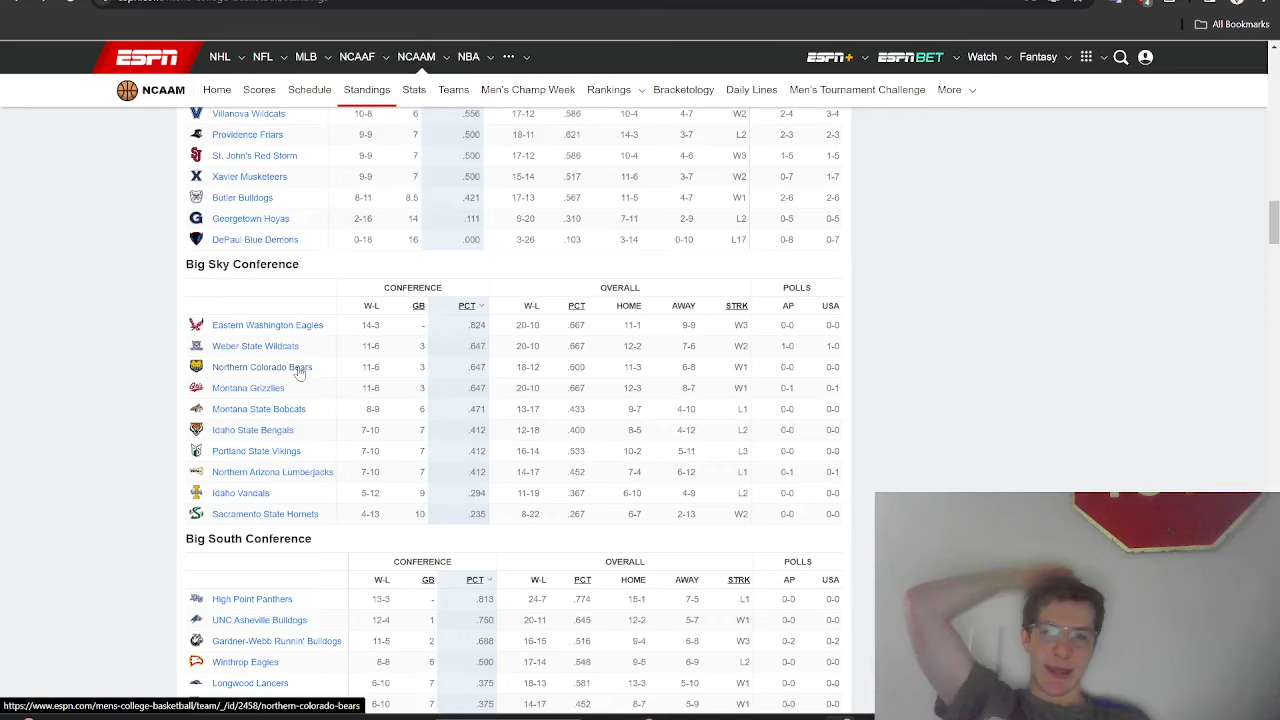 All Bookmarks
ESPN NHL NFL MLB NCAAF NCAAM NBA ESPN+ ESPN BET Watch Fantasy
NCAAM Home Scores Schedule Standings Stats Teams Men's Champ Week Rankings Bracketology Daily Lines Men's Tournament Challenge More
Villanova Wildcats 10-8 6 .556 17-12 .586 10-4 4-7 W2 2-4 3-4
Providence Friars 9-9 7 .500 18-11 .621 14-3 3-7 L2 2-3 2-3
St. John's Red Storm 9-9 7 .500 17-12 .586 10-4 4-6 W3 1-5 1-5
Xavier Musketeers 9-9 7 .500 15-14 .517 11-6 3-7 W2 0-7 1-7
Butler Bulldogs 8-11 8.5 .421 17-13 .567 11-5 4-7 W1 2-6 2-6
Georgetown Hoyas 2-16 14 .111 9-20 .310 7-11 2-9 L2 0-5 0-5
DePaul Blue Demons 0-18 16 .000 3-26 .103 3-14 0-10 L17 0-8 0-7
Big Sky Conference
CONFERENCE OVERALL POLLS
W-L GB PCT W-L PCT HOME AWAY STRK AP USA
Eastern Washington Eagles 14-3 - .824 20-10 .667 11-1 9-9 W3 0-0 0-0
Weber State Wildcats 11-6 3 .647 20-10 .667 12-2 7-6 W2 1-0 1-0
Northern Colorado Bears 11-6 3 .647 18-12 .600 11-3 6-8 W1 0-0 0-0
Montana Grizzlies 11-6 3 .647 20-10 .667 12-3 8-7 W1 0-1 0-1
Montana State Bobcats 8-9 6 .471 13-17 .433 9-7 4-10 L1 0-0 0-0
Idaho State Bengals 7-10 7 .412 12-18 .400 8-5 4-12 L2 0-0 0-0
Portland State Vikings 7-10 7 .412 16-14 .533 10-2 5-11 L3 0-0 0-0
Northern Arizona Lumberjacks 7-10 7 .412 14-17 .452 7-4 6-12 L1 0-1 0-1
Idaho Vandals 5-12 9 .294 11-19 .367 6-10 4-9 L2 0-0 0-0
Sacramento State Hornets 4-13 10 .235 8-22 .267 6-7 2-13 W2 0-0 0-0
Big South Conference
CONFERENCE OVERALL POLLS
W-L GB PCT W-L PCT HOME AWAY STRK AP USA
High Point Panthers 13-3 - .813 24-7 .774 15-1 7-5 L1 0-0 0-0
UNC Asheville Bulldogs 12-4 1 .750 20-11 .645 12-2 5-7 W1 0-0 0-0
Gardner-Webb Runnin' Bulldogs 11-5 2 .688 16-15 .516 9-4 6-8 W3 0-2 0-2
Winthrop Eagles 8-8 5 .500 17-14 .548 9-5 6-9 L2 0-0 0-0
Longwood Lancers 6-10 7 .375 18-13 .581 13-3 5-10 W1 0-0 0-0
6-10 7 .375 14-17 .452 8-7 5-9 W1 0-0 0-0
https://www.espn.com/mens-college-basketball/team/_/id/2458/northern-colorado-bears